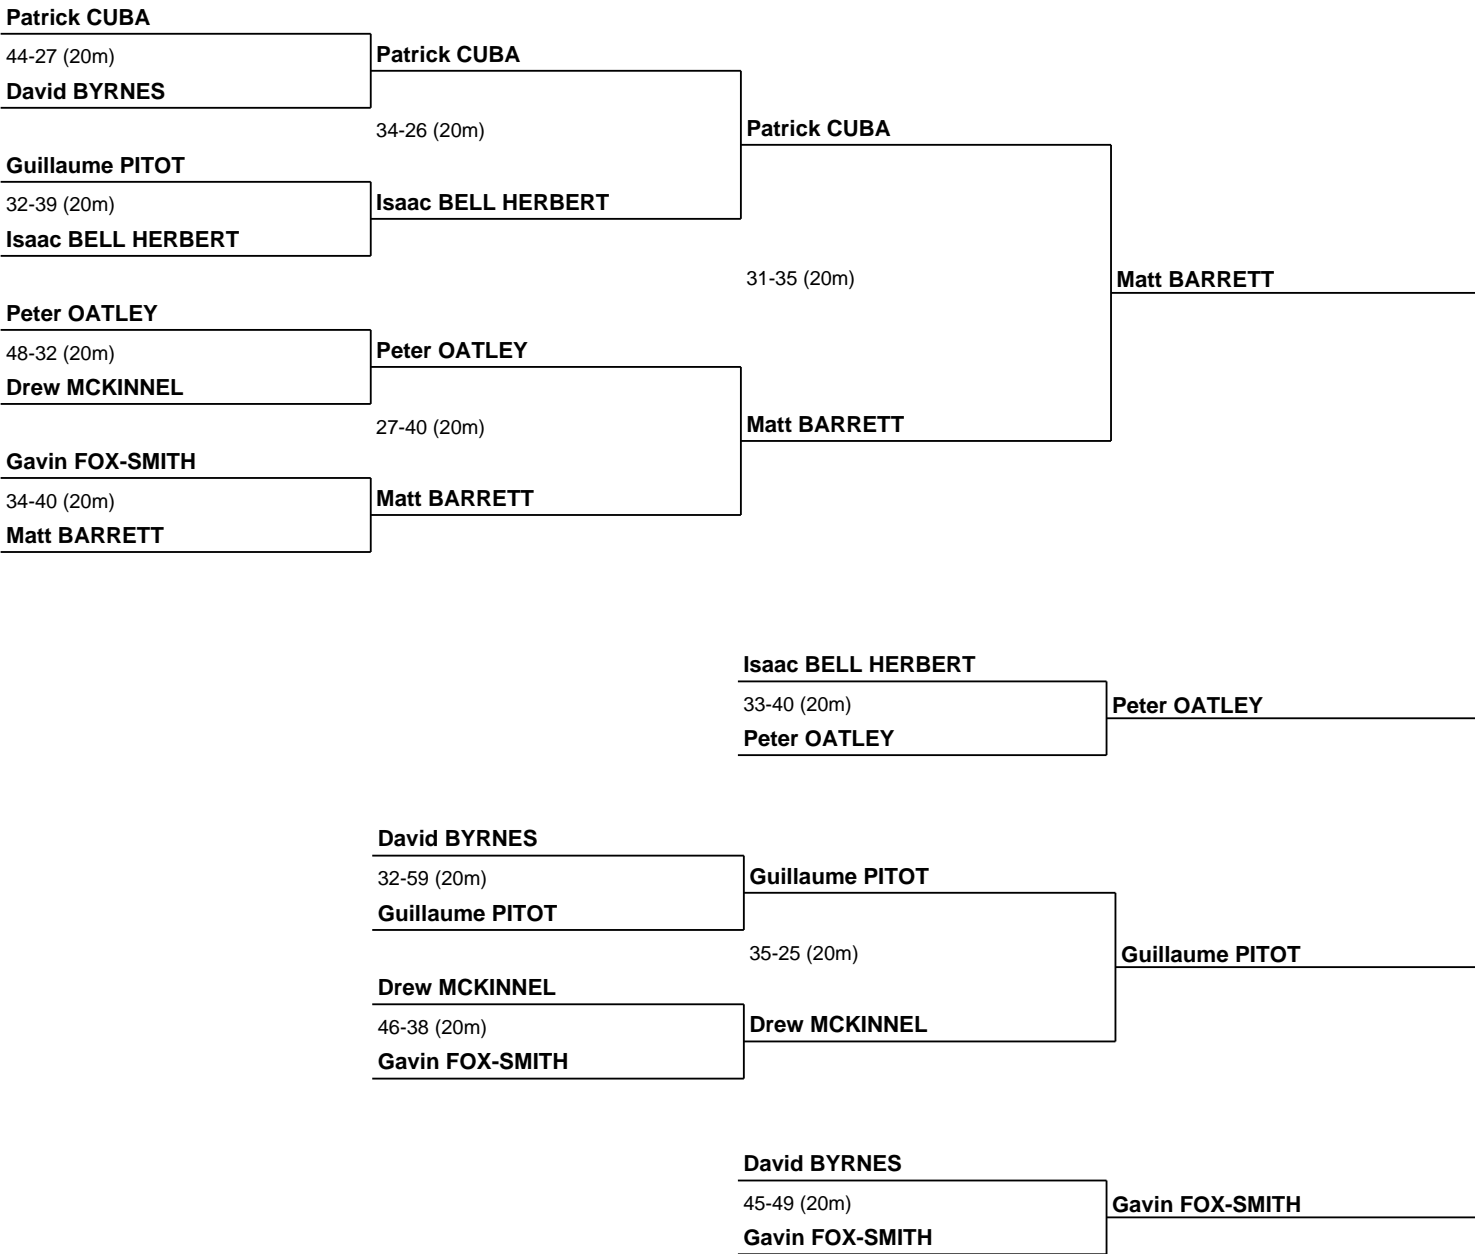 Patrick CUBA
44-27 (20m)
David BYRNES
Patrick CUBA
34-26 (20m)
Guillaume PITOT
32-39 (20m)
Isaac BELL HERBERT
Isaac BELL HERBERT
Patrick CUBA
31-35 (20m)
Matt BARRETT
Peter OATLEY
48-32 (20m)
Drew MCKINNEL
Peter OATLEY
27-40 (20m)
Matt BARRETT
Gavin FOX-SMITH
34-40 (20m)
Matt BARRETT
Matt BARRETT
Isaac BELL HERBERT
33-40 (20m)
Peter OATLEY
Peter OATLEY
David BYRNES
32-59 (20m)
Guillaume PITOT
Guillaume PITOT
35-25 (20m)
Guillaume PITOT
Drew MCKINNEL
46-38 (20m)
Gavin FOX-SMITH
Drew MCKINNEL
David BYRNES
45-49 (20m)
Gavin FOX-SMITH
Gavin FOX-SMITH